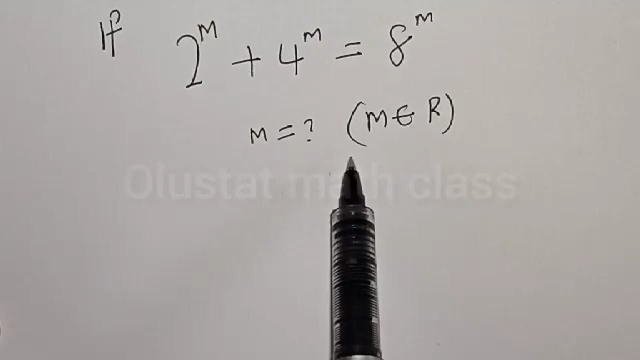 If 2^m + 4^m = 8^m
m = ? (m ∈ R)
Olustat math class